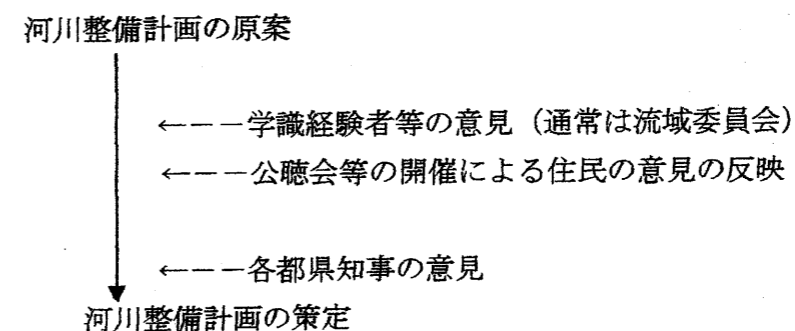 河川整備計画の原案
←－－－学識経験者等の意見（通常は流域委員会）
←－－－公聴会等の開催による住民の意見の反映
←－－－各都県知事の意見
河川整備計画の策定